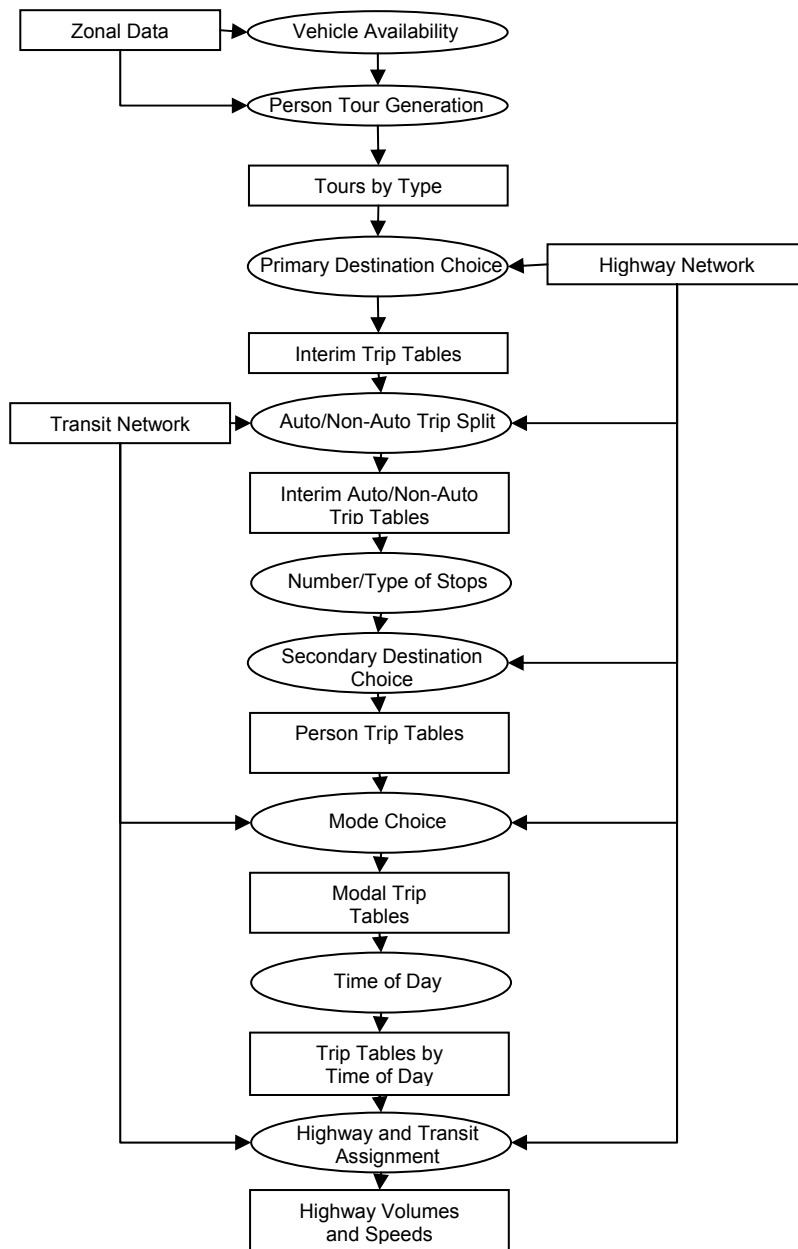 Zonal Data
Vehicle Availability
Person Tour Generation
Tours by Type
Primary Destination Choice
Highway Network
Interim Trip Tables
Transit Network
Auto/Non-Auto Trip Split
Interim Auto/Non-Auto
Trip Tables
Number/Type of Stops
Secondary Destination
Choice
Person Trip Tables
Mode Choice
Modal Trip
Tables
Time of Day
Trip Tables by
Time of Day
Highway and Transit
Assignment
Highway Volumes
and Speeds